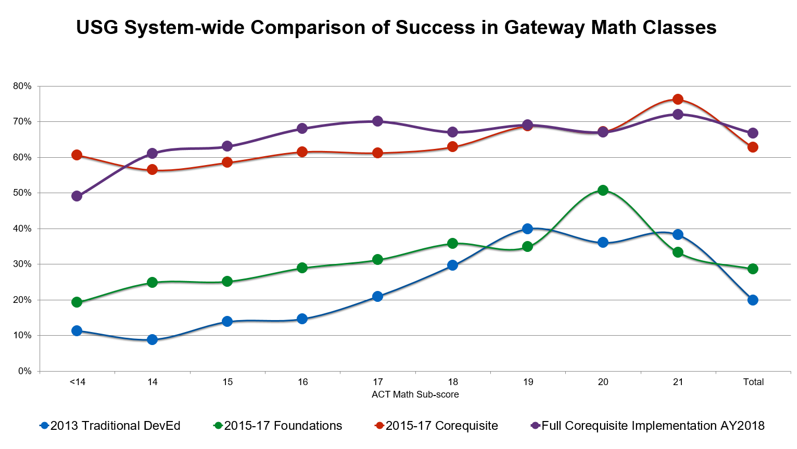 USG System-wide Comparison of Success in Gateway Math Classes
80%
70%
60%
50%
40%
30%
20%
10%
0%
<14 14 15 16 17 18 19 20 21 Total
ACT Math Sub-score
2013 Traditional DevEd 2015-17 Foundations 2015-17 Corequisite Full Corequisite Implementation AY2018